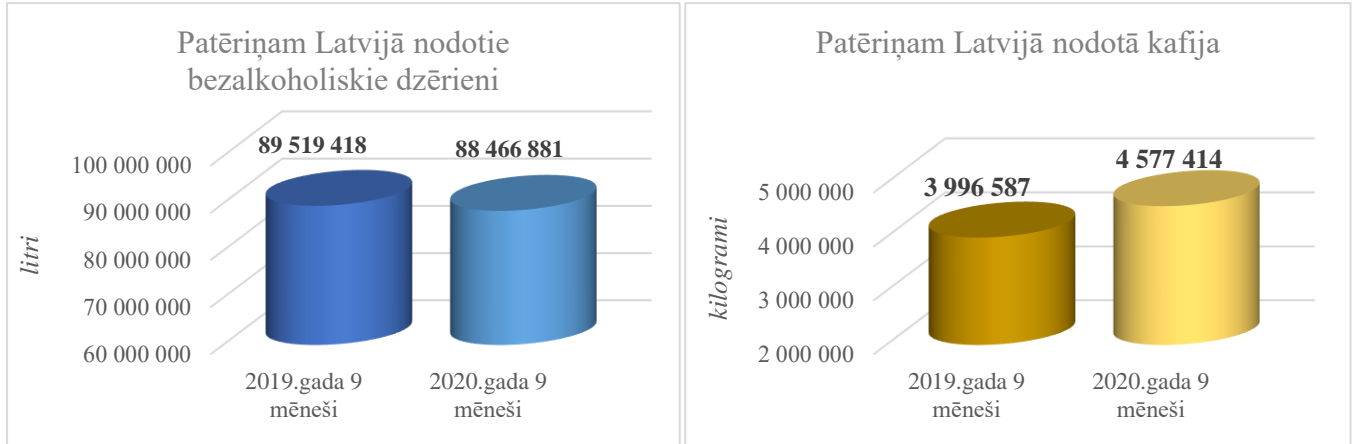 Patēriņam Latvijā nodotie
bezalkoholiskie dzērieni
89 519 418
88 466 881
100 000 000
90 000 000
80 000 000
70 000 000
60 000 000
litri
2019.gada 9
mēneši
2020.gada 9
mēneši
Patēriņam Latvijā nodotā kafija
3 996 587
4 577 414
5 000 000
4 000 000
3 000 000
2 000 000
kilogrami
2019.gada 9
mēneši
2020.gada 9
mēneši